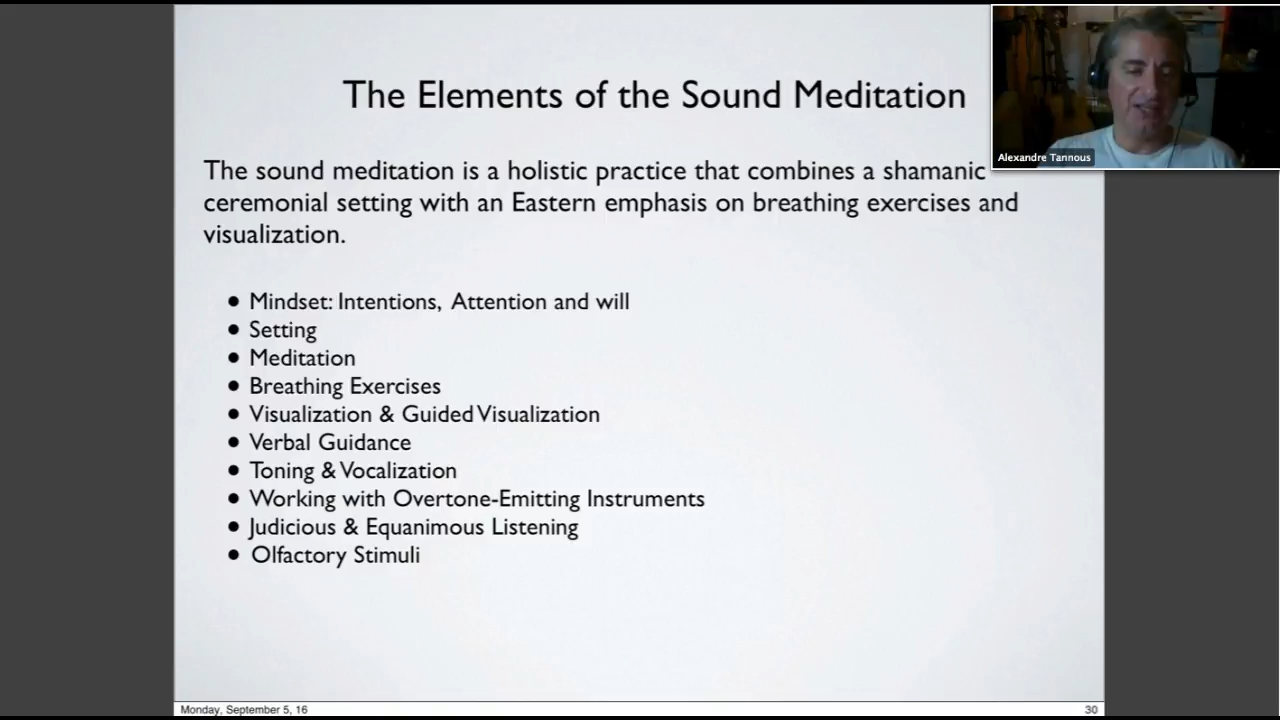 The Elements of the Sound Meditation
Alexandre Tannous
The sound meditation is a holistic practice that combines a shamanic
ceremonial setting with an Eastern emphasis on breathing exercises and
visualization.
● Mindset: Intentions, Attention and will
● Setting
● Meditation
● Breathing Exercises
● Visualization & Guided Visualization
● Verbal Guidance
● Toning & Vocalization
● Working with Overtone-Emitting Instruments
● Judicious & Equanimous Listening
● Olfactory Stimuli
Monday, September 5, 16
30